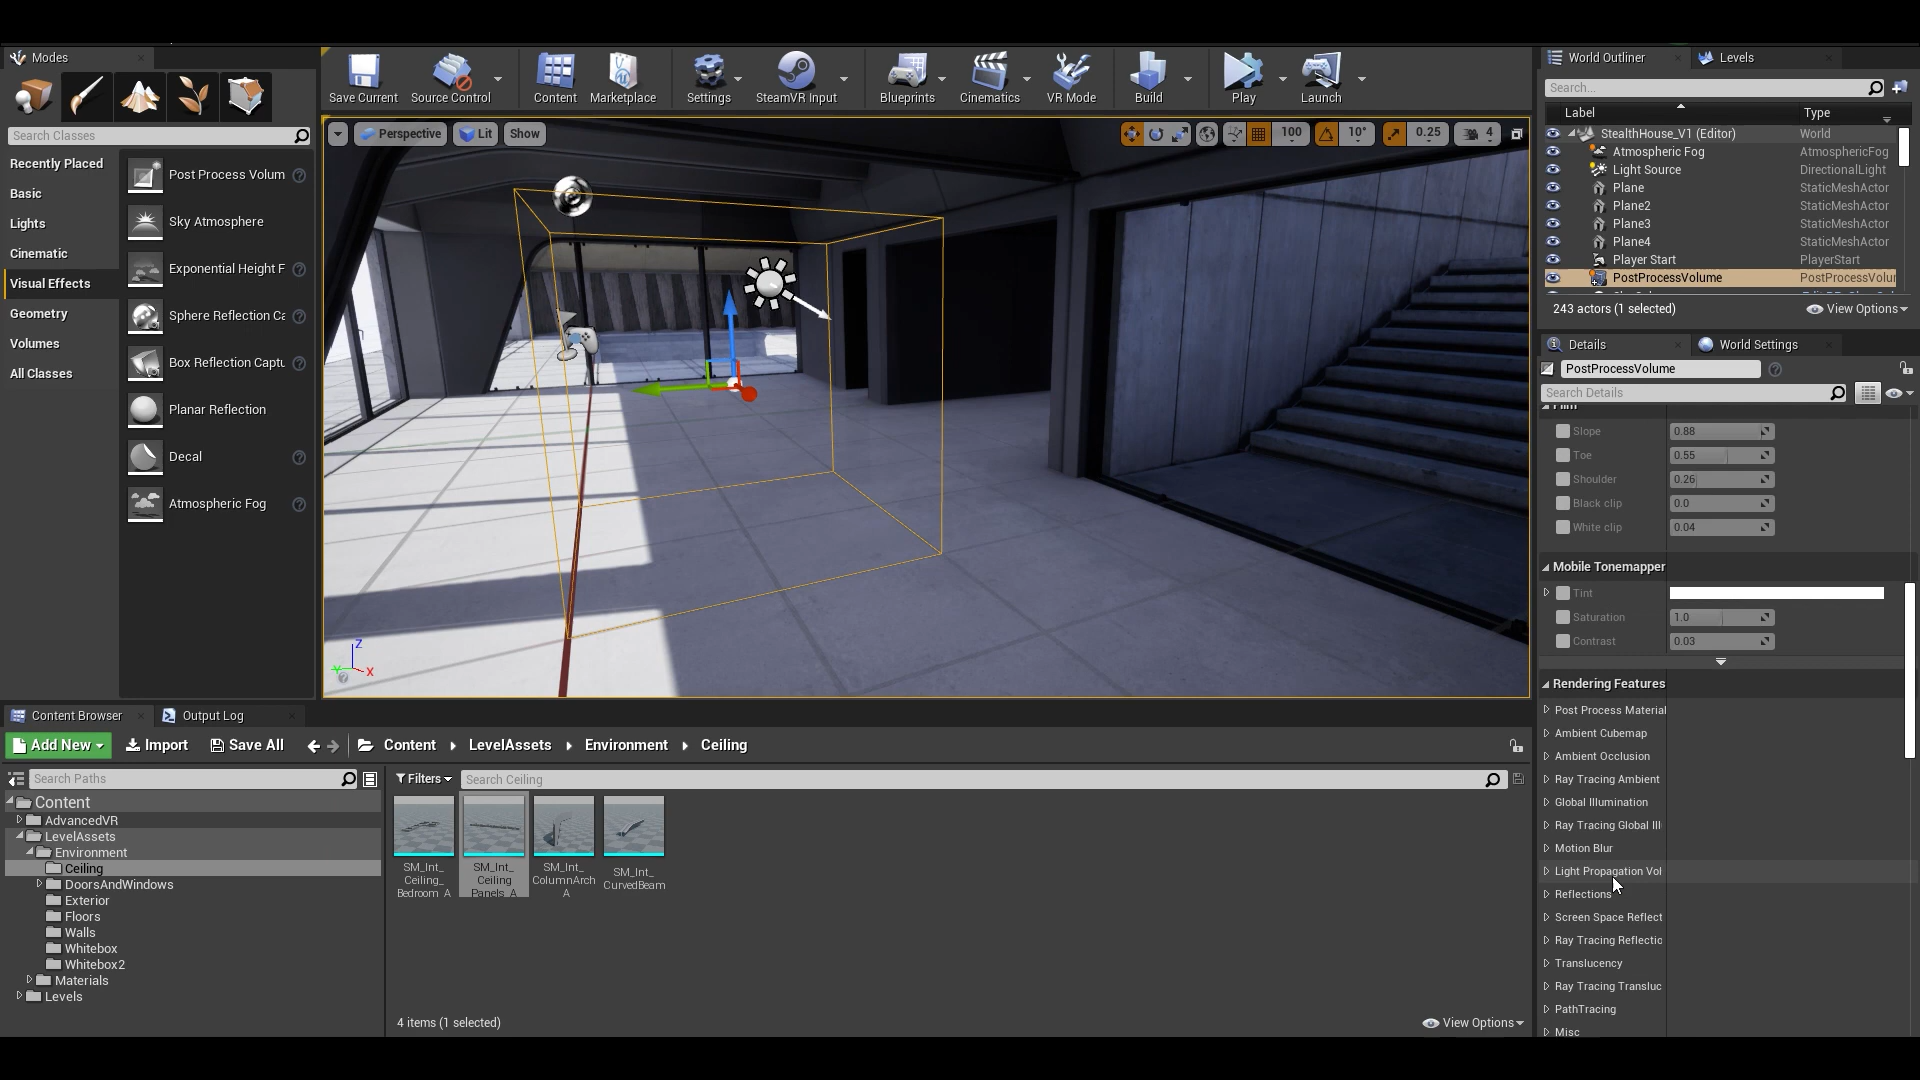 Modes
Search Classes
Recently Placed
Basic
Lights
Cinematic
Visual Effects
Geometry
Volumes
All Classes
Post Process Volum
Sky Atmosphere
Exponential Height F
Sphere Reflection Ca
Box Reflection Captu
Planar Reflection
Decal
Atmospheric Fog
Save Current
Source Control
Content
Marketplace
Settings
SteamVR Input
Blueprints
Cinematics
VR Mode
Build
Play
Launch
Perspective
Lit
Show
100
10°
0.25
4
Z
Y
X
World Outliner
Levels
Search...
Label Type
StealthHouse_V1 (Editor) World
Atmospheric Fog AtmosphericFog
Light Source DirectionalLight
Plane StaticMeshActor
Plane2 StaticMeshActor
Plane3 StaticMeshActor
Plane4 StaticMeshActor
Player Start PlayerStart
PostProcessVolume PostProcessVolur
243 actors (1 selected)
View Options
Details
World Settings
PostProcessVolume
Search Details
Slope 0.88
Toe 0.55
Shoulder 0.26
Black clip 0.0
White clip 0.04
Mobile Tonemapper
Tint
Saturation 1.0
Contrast 0.03
Rendering Features
Post Process Material
Ambient Cubemap
Ambient Occlusion
Ray Tracing Ambient
Global Illumination
Ray Tracing Global Ill
Motion Blur
Light Propagation Vol
Reflections
Screen Space Reflect
Ray Tracing Reflectic
Translucency
Ray Tracing Transluc
PathTracing
Misc
Content Browser
Output Log
Add New
Import
Save All
Content
LevelAssets
Environment
Ceiling
Search Paths
Content
AdvancedVR
LevelAssets
Environment
Ceiling
DoorsAndWindows
Exterior
Floors
Walls
Whitebox
Whitebox2
Materials
Levels
Filters
Search Ceiling
SM_Int_
Ceiling_
Bedroom_A
SM_Int_
Ceiling
Panels_A
SM_Int_
ColumnArch
A
SM_Int_
CurvedBeam
4 items (1 selected)
View Options